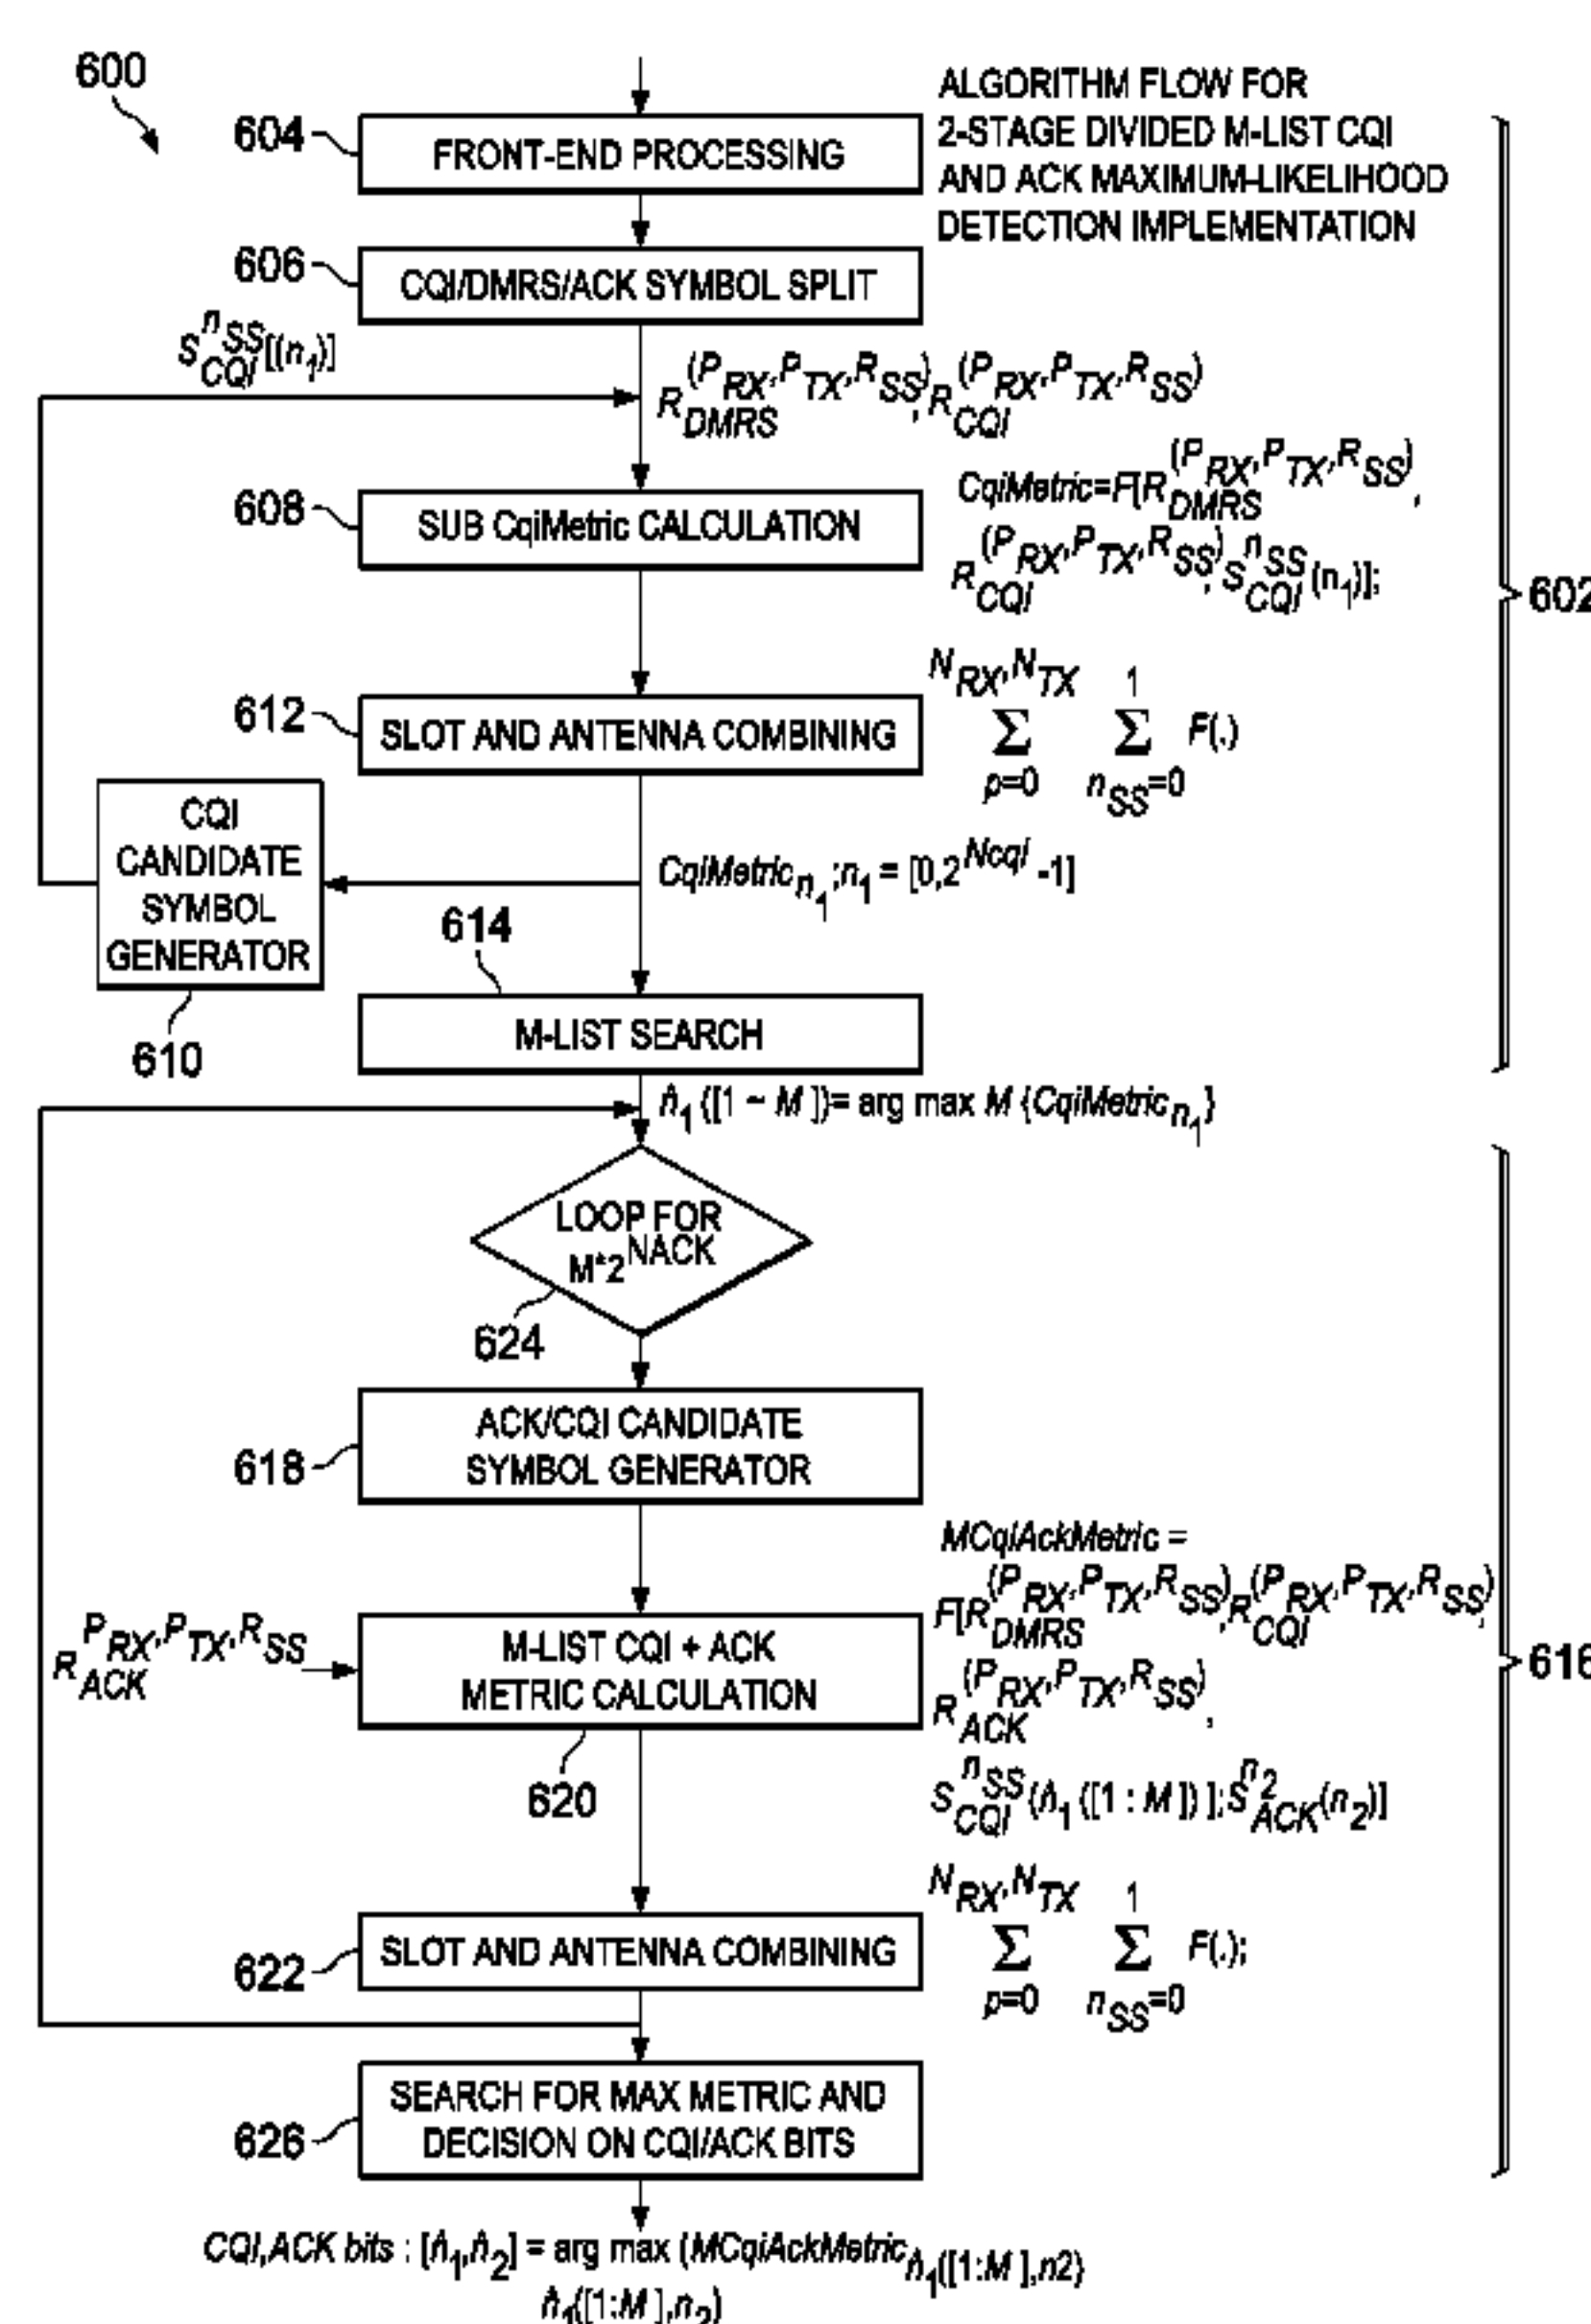 600
ALGORITHM FLOW FOR
2-STAGE DIVIDED M-LIST CQI
AND ACK MAXIMUM-LIKELIHOOD
DETECTION IMPLEMENTATION
604
FRONT-END PROCESSING
606
CQI/DMRS/ACK SYMBOL SPLIT
S_CQI^nSS[(n_1)]
R_DMRS^(P_RX,P_TX,R_SS), R_CQI^(P_RX,P_TX,R_SS)
608
SUB CqiMetric CALCULATION
CqiMetric=F[R_DMRS^(P_RX,P_TX,R_SS),
R_CQI^(P_RX,P_TX,R_SS), S_CQI^nSS(n_1)];
602
612
SLOT AND ANTENNA COMBINING
N_RX,N_TX 1
Σ Σ F(.)
p=0 n_SS=0
CQI
CANDIDATE
SYMBOL
GENERATOR
610
CqiMetric_n_1;n_1 = [0,2^Ncqi -1]
614
M-LIST SEARCH
n̂_1 ([1 ~ M ])= arg max M {CqiMetric_n_1}
LOOP FOR
M*2^NACK
624
ACK/CQI CANDIDATE
SYMBOL GENERATOR
618
MCqiAckMetric =
F[R_DMRS^(P_RX,P_TX,R_SS), R_CQI^(P_RX,P_TX,R_SS),
R_ACK^(P_RX,P_TX,R_SS),
S_CQI^nSS(n̂_1 ([1 : M ]) ];S_ACK^n_2(n_2)]
R_ACK^P_RX,P_TX,R_SS
M-LIST CQI + ACK
METRIC CALCULATION
620
616
622
SLOT AND ANTENNA COMBINING
N_RX,N_TX 1
Σ Σ F(.);
p=0 n_SS=0
626
SEARCH FOR MAX METRIC AND
DECISION ON CQI/ACK BITS
CQI,ACK bits : [n̂_1,n̂_2] = arg max (MCqiAckMetric_n̂_1([1:M ],n2)
n̂_1([1:M ],n_2)